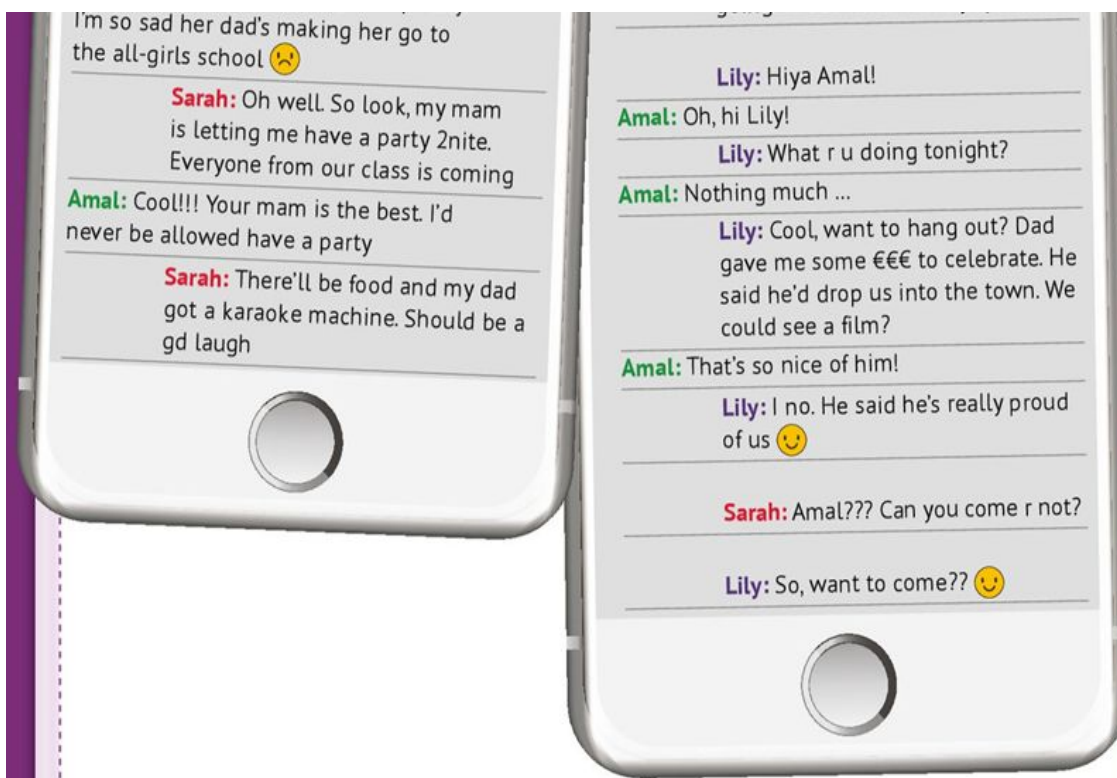 I'm so sad her dad's making her go to
the all-girls school
Sarah: Oh well. So look, my mam
is letting me have a party 2nite.
Everyone from our class is coming
Amal: Cool!!! Your mam is the best. I'd
never be allowed have a party
Sarah: There'll be food and my dad
got a karaoke machine. Should be a
gd laugh
Lily: Hiya Amal!
Amal: Oh, hi Lily!
Lily: What r u doing tonight?
Amal: Nothing much ...
Lily: Cool, want to hang out? Dad
gave me some €€€ to celebrate. He
said he'd drop us into the town. We
could see a film?
Amal: That's so nice of him!
Lily: I no. He said he's really proud
of us
Sarah: Amal??? Can you come r not?
Lily: So, want to come??